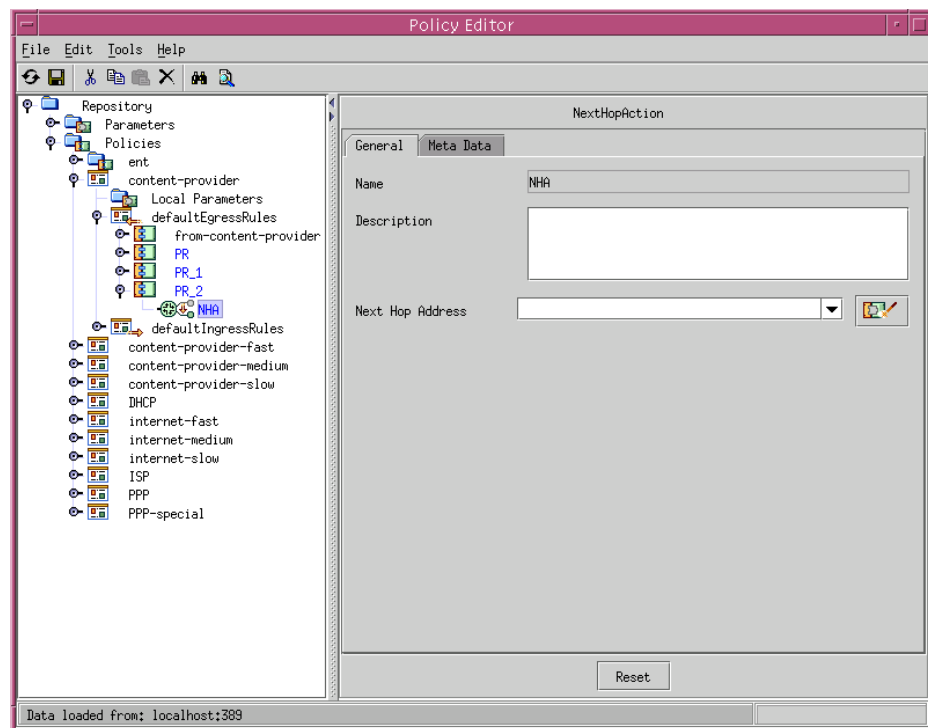 Policy Editor
File Edit Tools Help
Repository
Parameters
Policies
ent
content-provider
Local Parameters
defaultEgressRules
from-content-provider
PR
PR_1
PR_2
NHA
defaultIngressRules
content-provider-fast
content-provider-medium
content-provider-slow
DHCP
internet-fast
internet-medium
internet-slow
ISP
PPP
PPP-special
NextHopAction
General Meta Data
Name NHA
Description
Next Hop Address
Reset
Data loaded from: localhost:389